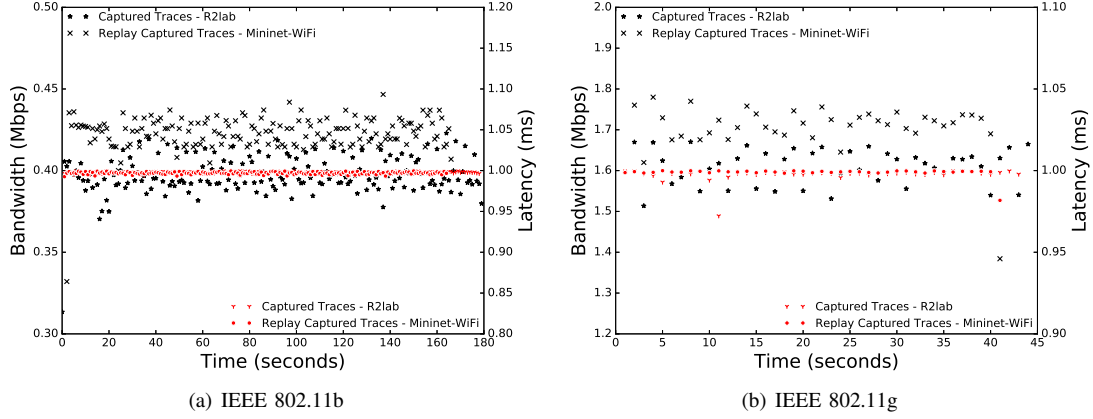 0.50
0.45
0.40
0.35
0.30
Bandwidth (Mbps)
Captured Traces - R2lab
Replay Captured Traces - Mininet-WiFi
Captured Traces - R2lab
Replay Captured Traces - Mininet-WiFi
1.20
1.15
1.10
1.05
1.00
0.95
0.90
0.85
0.80
Latency (ms)
0 20 40 60 80 100 120 140 160 180
Time (seconds)
(a) IEEE 802.11b
2.0
1.9
1.8
1.7
1.6
1.5
1.4
1.3
1.2
Bandwidth (Mbps)
Captured Traces - R2lab
Replay Captured Traces - Mininet-WiFi
Captured Traces - R2lab
Replay Captured Traces - Mininet-WiFi
1.10
1.05
1.00
0.95
0.90
Latency (ms)
0 5 10 15 20 25 30 35 40 45
Time (seconds)
(b) IEEE 802.11g